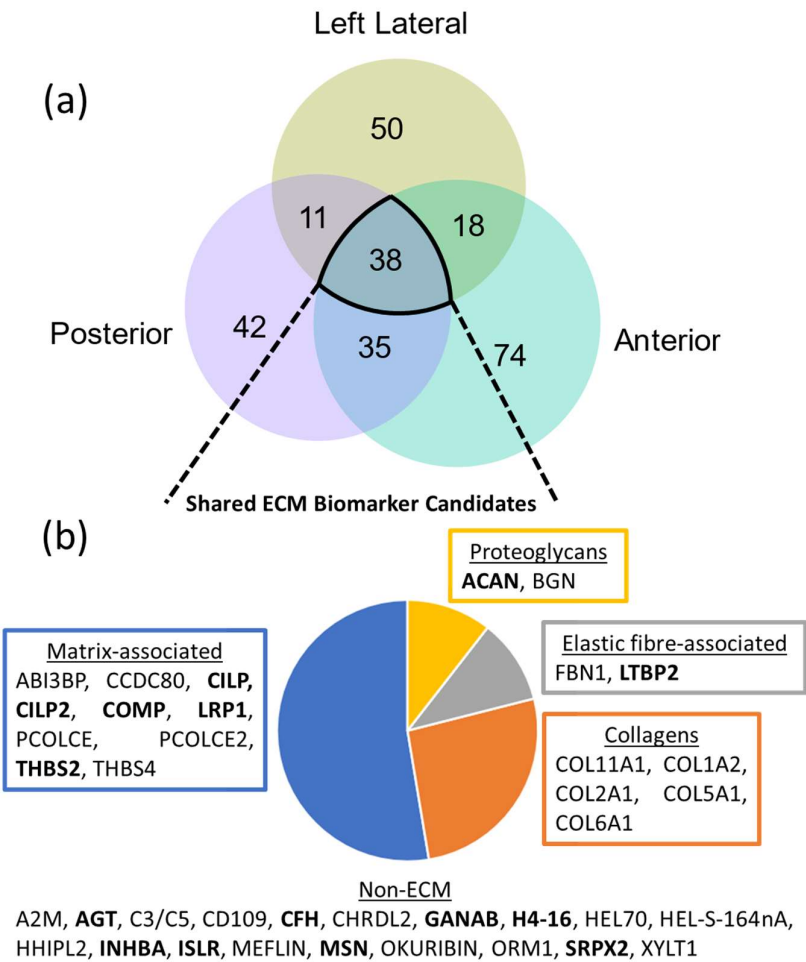 Left Lateral
(a)
50
11
18
38
Posterior
42
35
74
Anterior
Shared ECM Biomarker Candidates
(b)
Proteoglycans
ACAN, BGN
Matrix-associated
ABI3BP, CCDC80, CILP,
CILP2, COMP, LRP1,
PCOLCE, PCOLCE2,
THBS2, THBS4
Elastic fibre-associated
FBN1, LTBP2
Collagens
COL11A1, COL1A2,
COL2A1, COL5A1,
COL6A1
Non-ECM
A2M, AGT, C3/C5, CD109, CFH, CHRDL2, GANAB, H4-16, HEL70, HEL-S-164nA,
HHIPL2, INHBA, ISLR, MEFLIN, MSN, OKURIBIN, ORM1, SRPX2, XYLT1